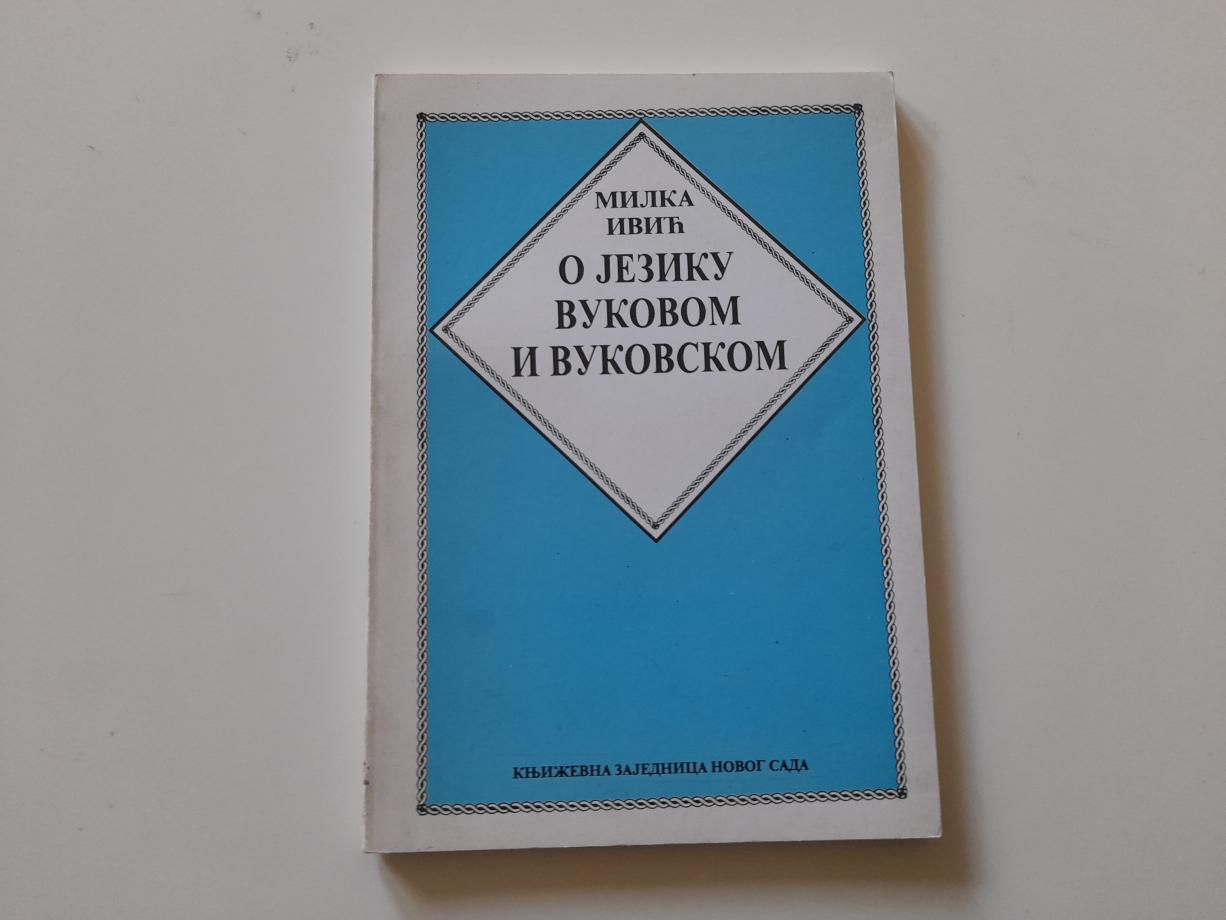 МИЛКА
ИВИЋ
О ЈЕЗИКУ
ВУКОВОМ
И ВУКОВСКОМ
КЊИЖЕВНА ЗАЈЕДНИЦА НОВОГ САДА